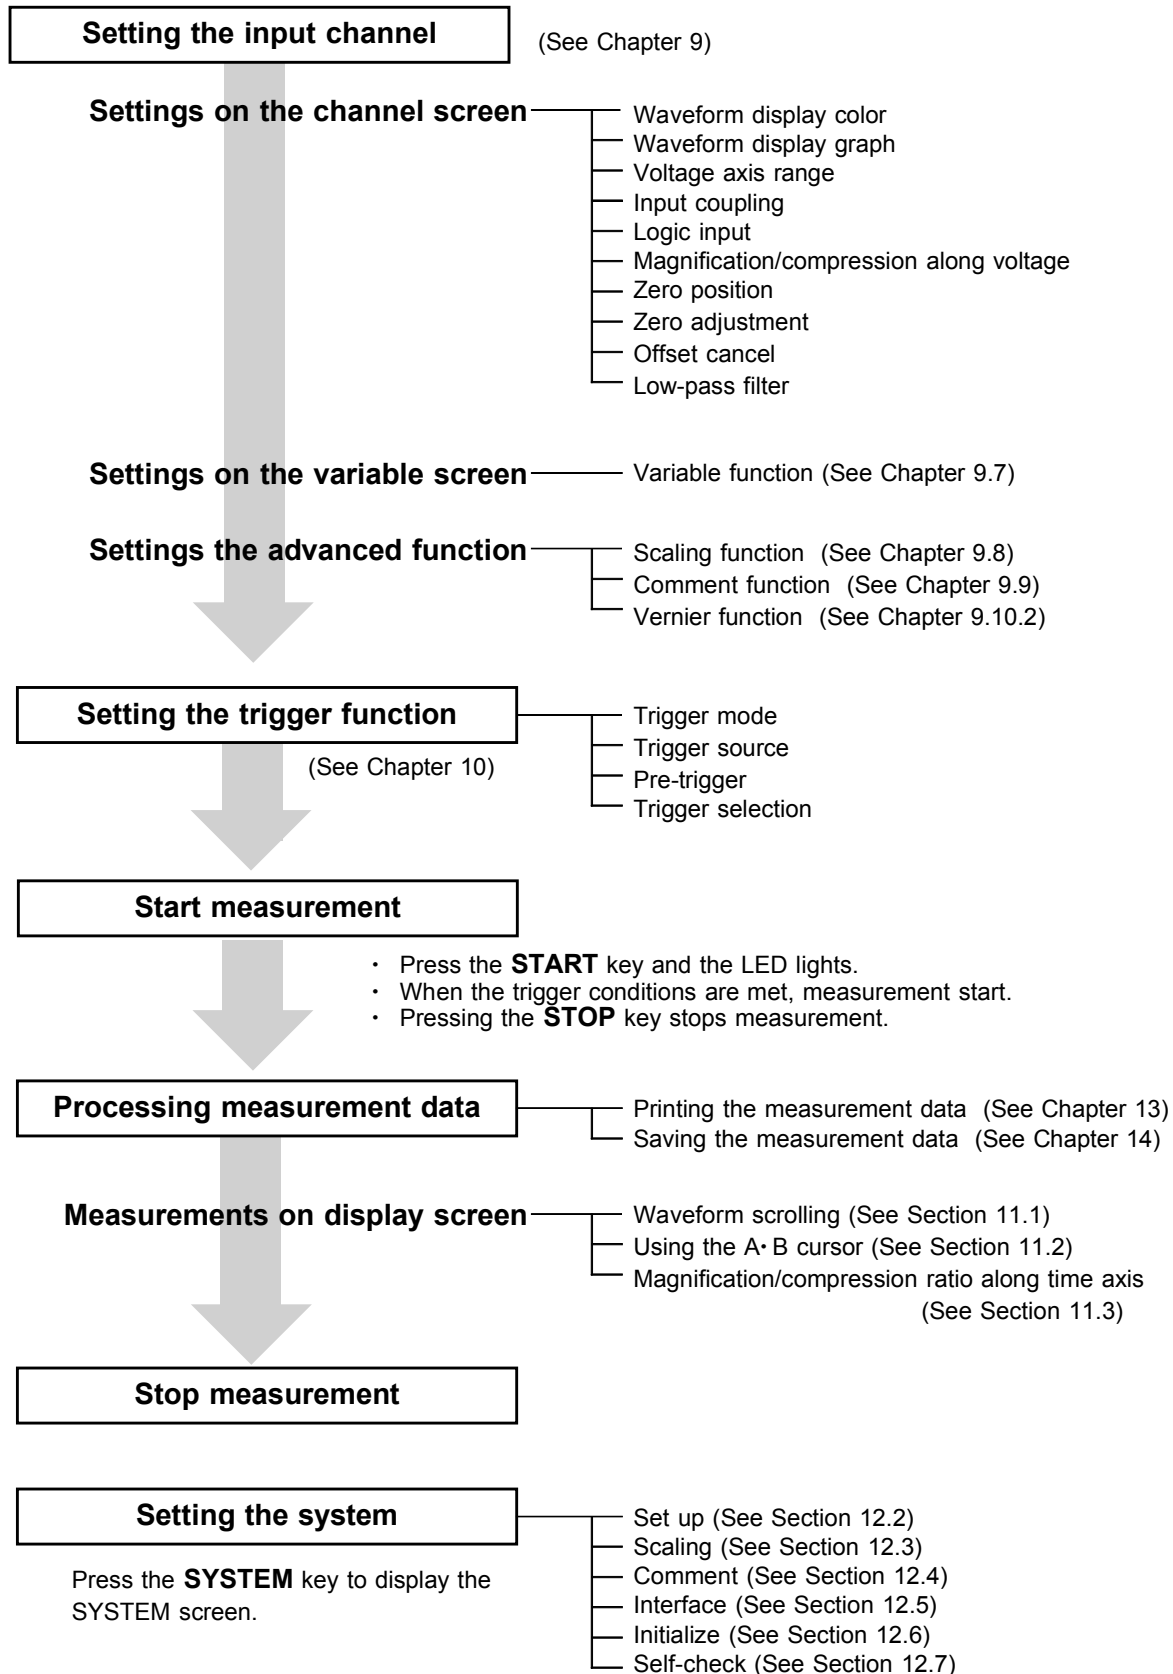 Setting the input channel
(See Chapter 9)
Settings on the channel screen
Waveform display color
Waveform display graph
Voltage axis range
Input coupling
Logic input
Magnification/compression along voltage
Zero position
Zero adjustment
Offset cancel
Low-pass filter
Settings on the variable screen
Variable function (See Chapter 9.7)
Settings the advanced function
Scaling function (See Chapter 9.8)
Comment function (See Chapter 9.9)
Vernier function (See Chapter 9.10.2)
Setting the trigger function
(See Chapter 10)
Trigger mode
Trigger source
Pre-trigger
Trigger selection
Start measurement
・ Press the START key and the LED lights.
・ When the trigger conditions are met, measurement start.
・ Pressing the STOP key stops measurement.
Processing measurement data
Printing the measurement data (See Chapter 13)
Saving the measurement data (See Chapter 14)
Measurements on display screen
Waveform scrolling (See Section 11.1)
Using the A・B cursor (See Section 11.2)
Magnification/compression ratio along time axis
(See Section 11.3)
Stop measurement
Setting the system
Press the SYSTEM key to display the
SYSTEM screen.
Set up (See Section 12.2)
Scaling (See Section 12.3)
Comment (See Section 12.4)
Interface (See Section 12.5)
Initialize (See Section 12.6)
Self-check (See Section 12.7)